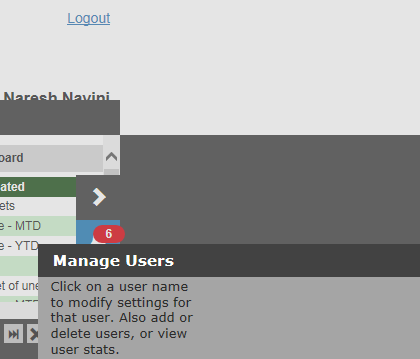 Logout
Naresh Navini
oard
ated
ets
e - MTD
e - YTD
6
Manage Users
et of une
Click on a user name
to modify settings for
that user. Also add or
delete users, or view
user stats.